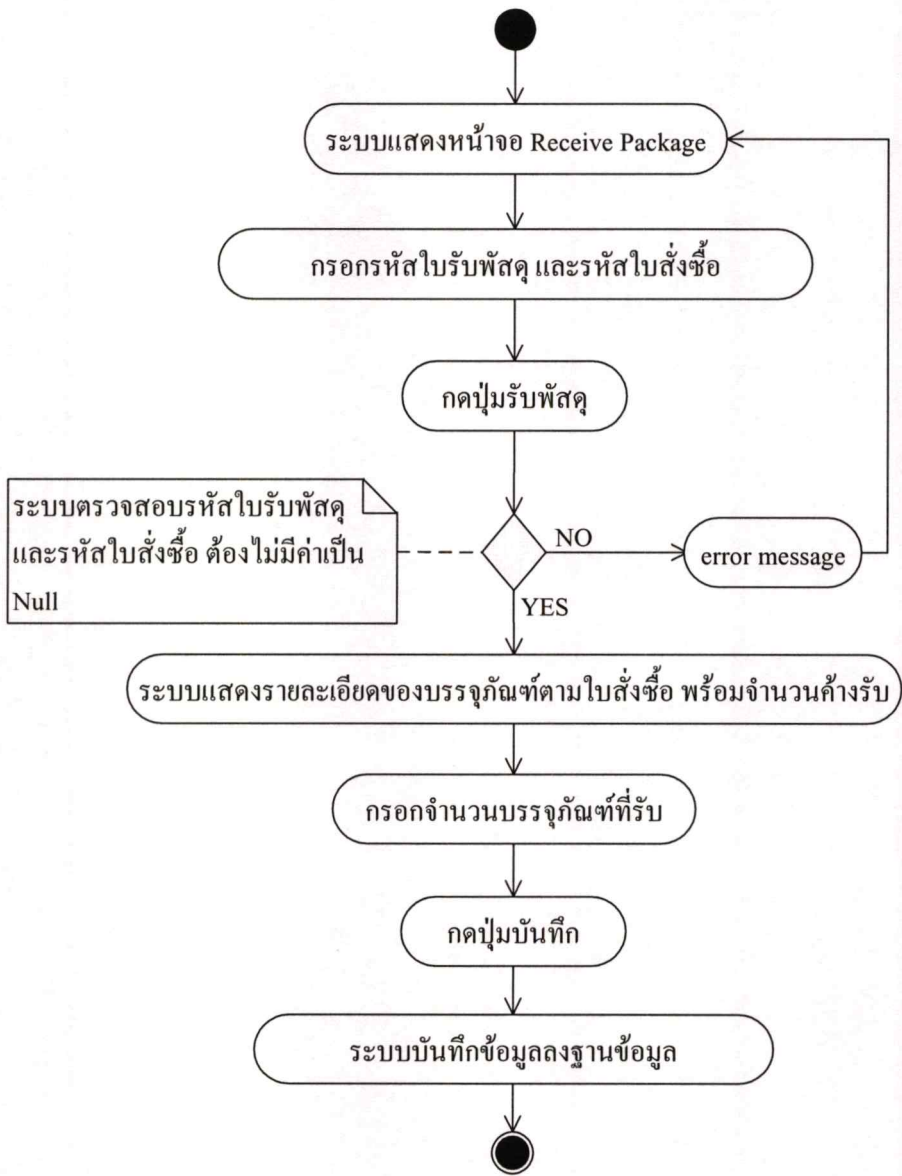 ระบบแสดงหน้าจอ Receive Package
กรอกรหัสใบรับพัสดุ และรหัสใบสั่งซื้อ
กดปุ่มรับพัสดุ
ระบบตรวจสอบรหัสใบรับพัสดุ
และรหัสใบสั่งซื้อ ต้องไม่มีค่าเป็น
Null
NO
error message
YES
ระบบแสดงรายละเอียดของบรรจุภัณฑ์ตามใบสั่งซื้อ พร้อมจำนวนค้างรับ
กรอกจำนวนบรรจุภัณฑ์ที่รับ
กดปุ่มบันทึก
ระบบบันทึกข้อมูลลงฐานข้อมูล